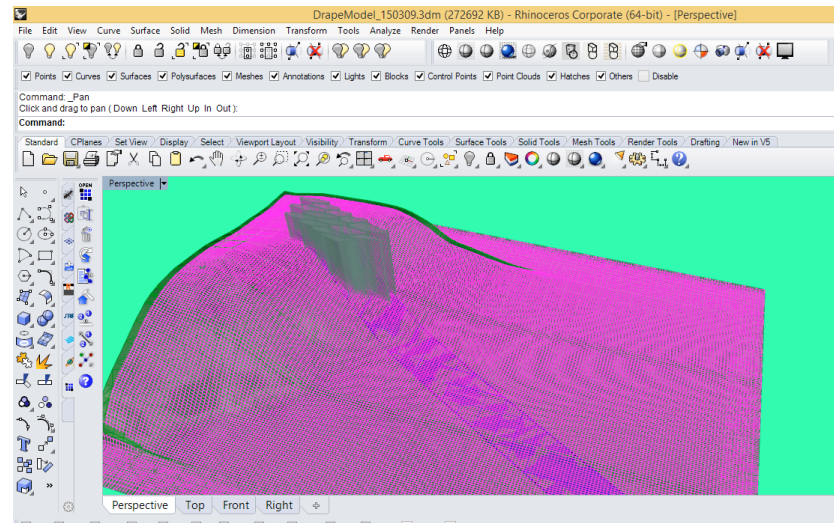 DrapeModel_150309.3dm (272692 KB) - Rhinoceros Corporate (64-bit) - [Perspective]
File Edit View Curve Surface Solid Mesh Dimension Transform Tools Analyze Render Panels Help
Points Curves Surfaces Polysurfaces Meshes Annotations Lights Blocks Control Points Point Clouds Hatches Others Disable
Command: _Pan
Click and drag to pan ( Down Left Right Up In Out ):
Command:
Standard CPlanes Set View Display Select Viewport Layout Visibility Transform Curve Tools Surface Tools Solid Tools Mesh Tools Render Tools Drafting New in V5
OPEN
Perspective
Perspective Top Front Right